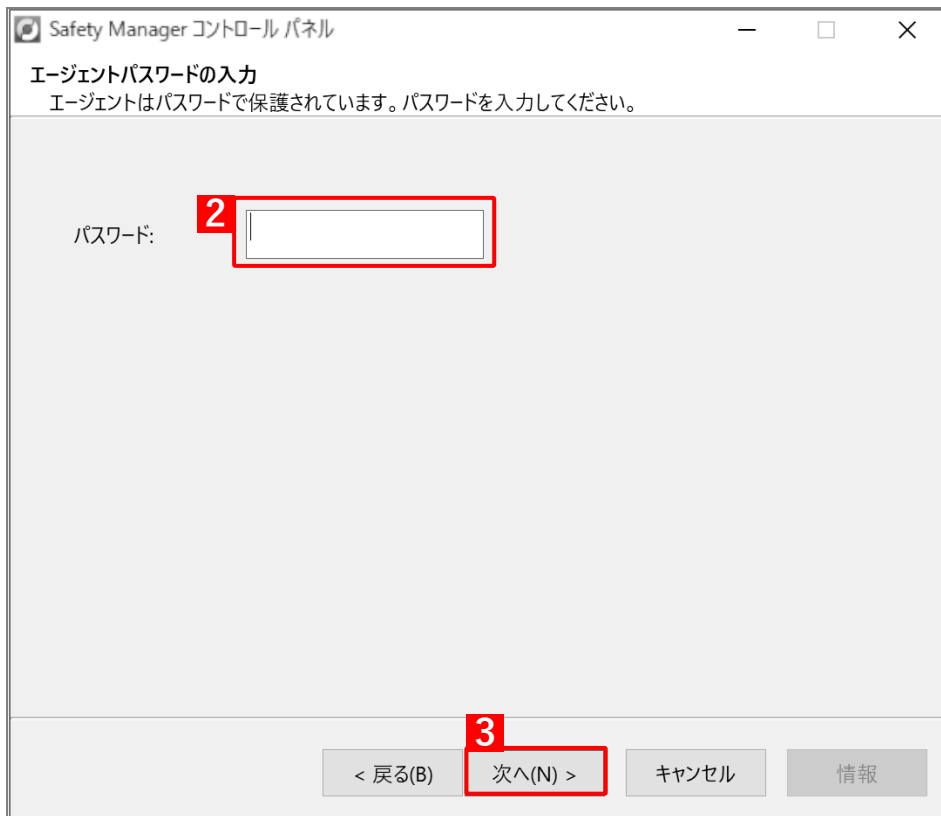 Safety Manager コントロール パネル
エージェントパスワードの入力
エージェントはパスワードで保護されています。パスワードを入力してください。
2
パスワード:
3
< 戻る(B)
次へ(N) >
キャンセル
情報